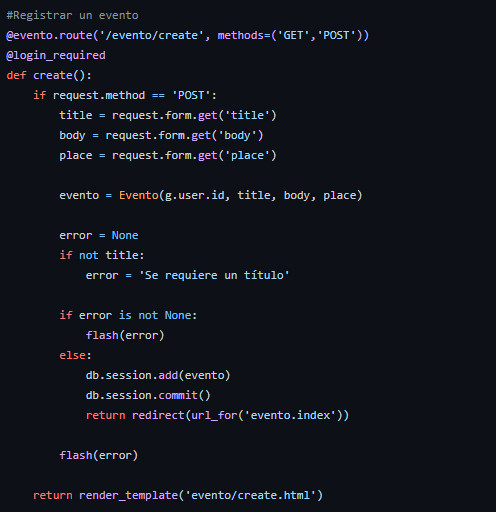 #Registrar un evento
@evento.route('/evento/create', methods=('GET','POST'))
@login_required
def create():
    if request.method == 'POST':
        title = request.form.get('title')
        body = request.form.get('body')
        place = request.form.get('place')

        evento = Evento(g.user.id, title, body, place)

        error = None
        if not title:
            error = 'Se requiere un título'

        if error is not None:
            flash(error)
        else:
            db.session.add(evento)
            db.session.commit()
            return redirect(url_for('evento.index'))

        flash(error)

    return render_template('evento/create.html')